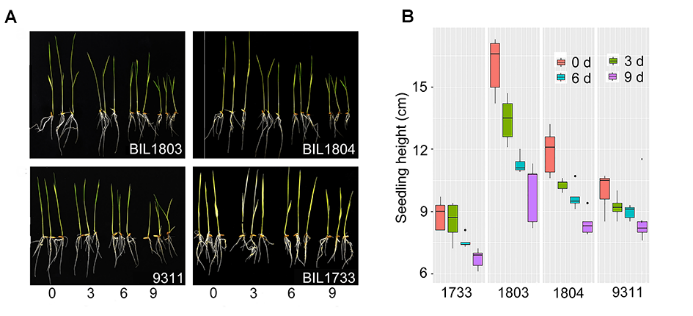 A
BIL1803
BIL1804
9311
BIL1733
0 3 6 9 0 3 6 9
B
Seedling height (cm)
15
12
9
6
0 d 3 d
6 d 9 d
1733 1803 1804 9311